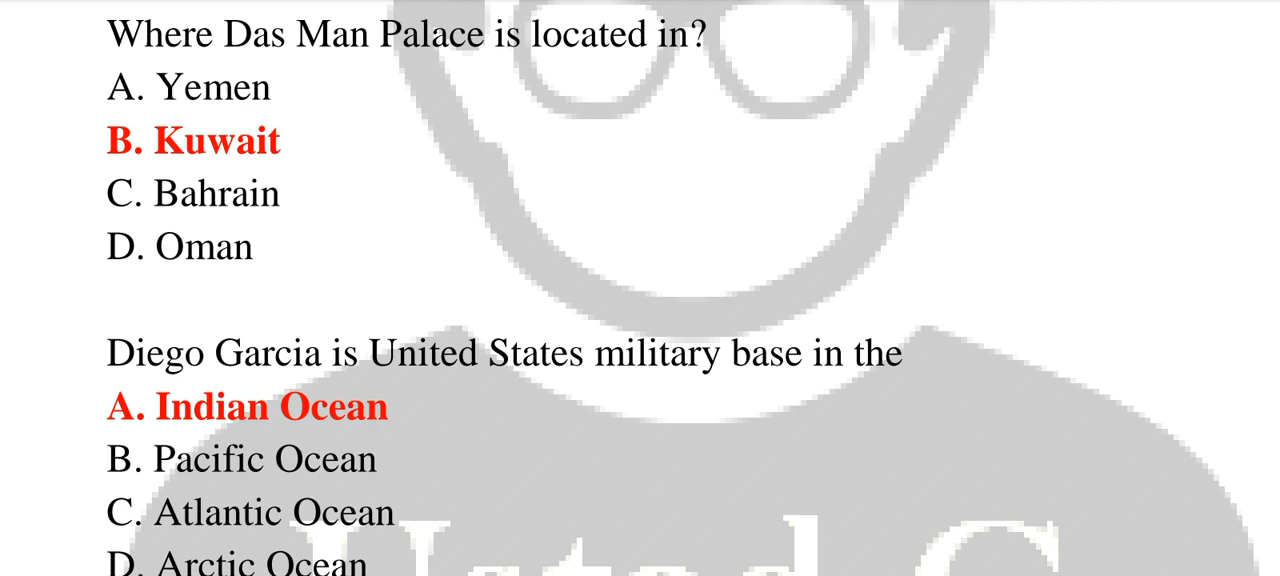 Where Das Man Palace is located in?
A. Yemen
B. Kuwait
C. Bahrain
D. Oman
Diego Garcia is United States military base in the
A. Indian Ocean
B. Pacific Ocean
C. Atlantic Ocean
D. Arctic Ocean